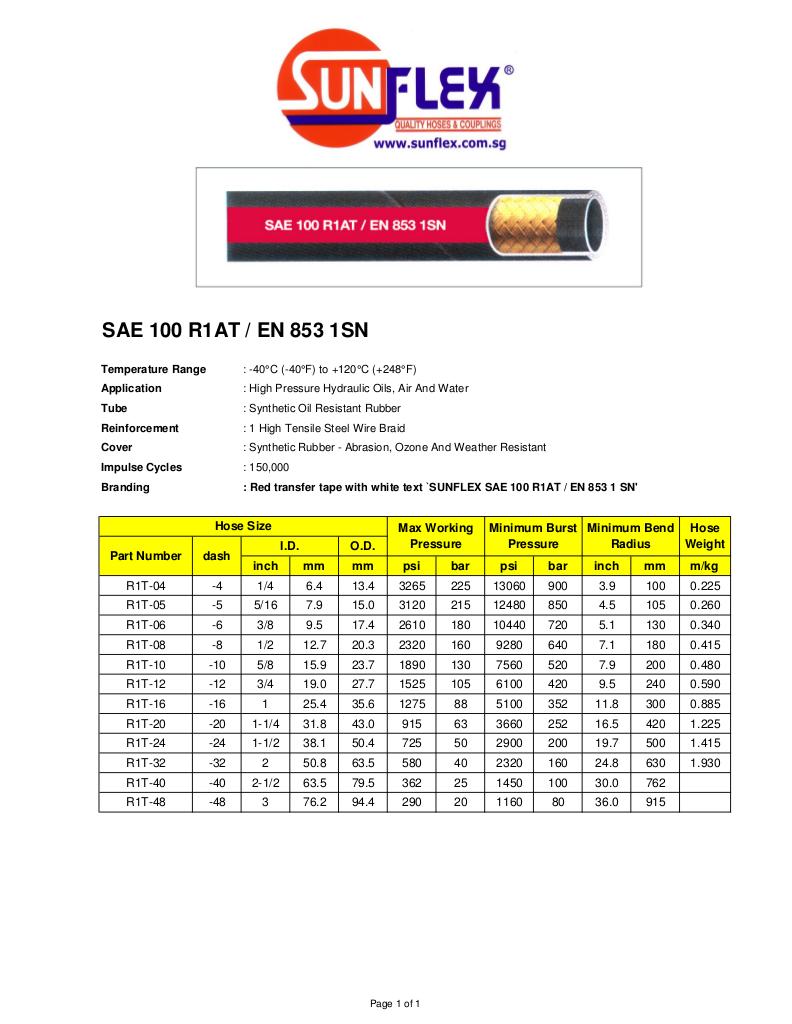 SUNFLEX®
QUALITY HOSES & COUPLINGS
www.sunflex.com.sg
SAE 100 R1AT / EN 853 1SN
SAE 100 R1AT / EN 853 1SN
Temperature Range : -40°C (-40°F) to +120°C (+248°F)
Application : High Pressure Hydraulic Oils, Air And Water
Tube : Synthetic Oil Resistant Rubber
Reinforcement : 1 High Tensile Steel Wire Braid
Cover : Synthetic Rubber - Abrasion, Ozone And Weather Resistant
Impulse Cycles : 150,000
Branding : Red transfer tape with white text `SUNFLEX SAE 100 R1AT / EN 853 1 SN'
Hose Size Max Working Pressure Minimum Burst Pressure Minimum Bend Radius Hose Weight
Part Number dash I.D. O.D.
inch mm mm psi bar psi bar inch mm m/kg
R1T-04 -4 1/4 6.4 13.4 3265 225 13060 900 3.9 100 0.225
R1T-05 -5 5/16 7.9 15.0 3120 215 12480 850 4.5 105 0.260
R1T-06 -6 3/8 9.5 17.4 2610 180 10440 720 5.1 130 0.340
R1T-08 -8 1/2 12.7 20.3 2320 160 9280 640 7.1 180 0.415
R1T-10 -10 5/8 15.9 23.7 1890 130 7560 520 7.9 200 0.480
R1T-12 -12 3/4 19.0 27.7 1525 105 6100 420 9.5 240 0.590
R1T-16 -16 1 25.4 35.6 1275 88 5100 352 11.8 300 0.885
R1T-20 -20 1-1/4 31.8 43.0 915 63 3660 252 16.5 420 1.225
R1T-24 -24 1-1/2 38.1 50.4 725 50 2900 200 19.7 500 1.415
R1T-32 -32 2 50.8 63.5 580 40 2320 160 24.8 630 1.930
R1T-40 -40 2-1/2 63.5 79.5 362 25 1450 100 30.0 762
R1T-48 -48 3 76.2 94.4 290 20 1160 80 36.0 915
Page 1 of 1